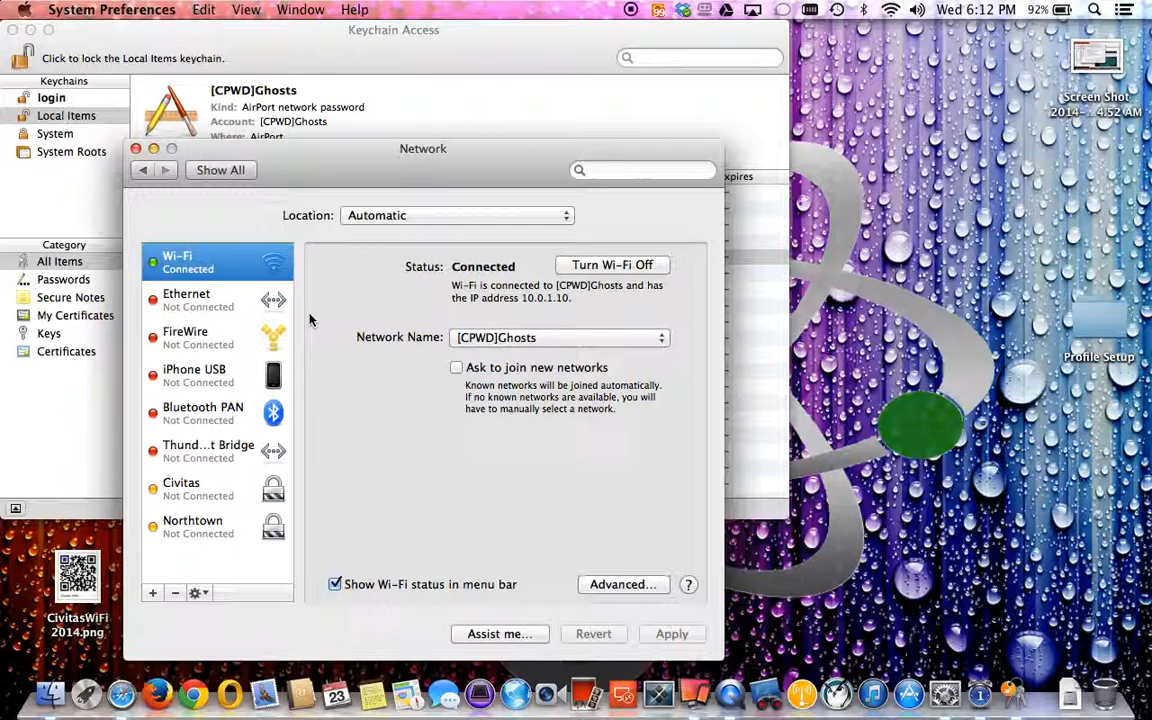 System Preferences Edit View Window Help
99
Wed 6:12 PM 92%
Keychain Access
Click to lock the Local Items keychain.
Keychains
login
Local Items
System
System Roots
[CPWD]Ghosts
Kind: AirPort network password
Account: [CPWD]Ghosts
Where: AirPort
xpires
Category
All Items
Passwords
Secure Notes
My Certificates
Keys
Certificates
Network
Show All
Location: Automatic
Wi-Fi
Connected
Ethernet
Not Connected
FireWire
Not Connected
iPhone USB
Not Connected
Bluetooth PAN
Not Connected
Thund...t Bridge
Not Connected
Civitas
Not Connected
Northtown
Not Connected
Status: Connected
Turn Wi-Fi Off
Wi-Fi is connected to [CPWD]Ghosts and has
the IP address 10.0.1.10.
Network Name: [CPWD]Ghosts
Ask to join new networks
Known networks will be joined automatically.
If no known networks are available, you will
have to manually select a network.
Show Wi-Fi status in menu bar
Advanced...
?
Assist me...
Revert
Apply
Screen Shot
2014-...4.52 AM
Profile Setup
CivitasWiFi
2014.png
23